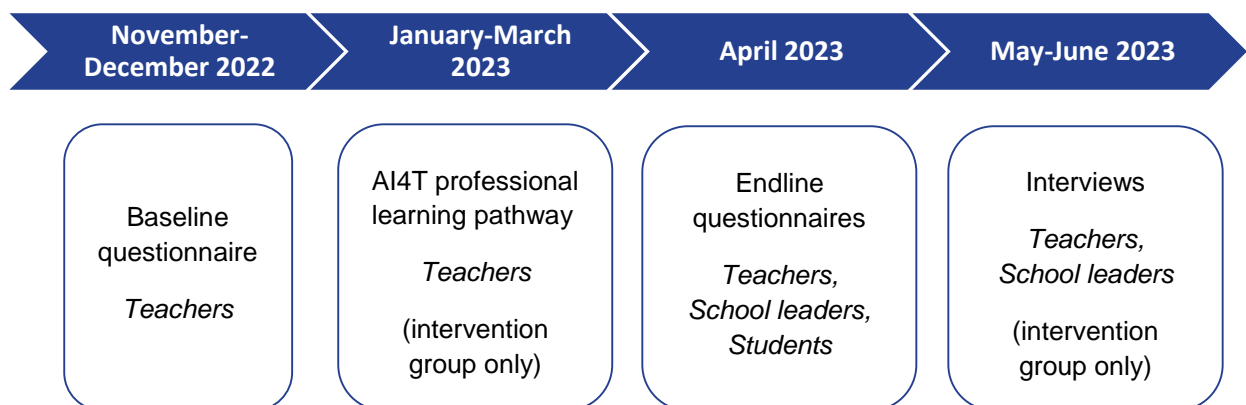 November-
December 2022
January-March
2023
April 2023
May-June 2023
Baseline
questionnaire
Teachers
AI4T professional
learning pathway
Teachers
(intervention
group only)
Endline
questionnaires
Teachers,
School leaders,
Students
Interviews
Teachers,
School leaders
(intervention
group only)